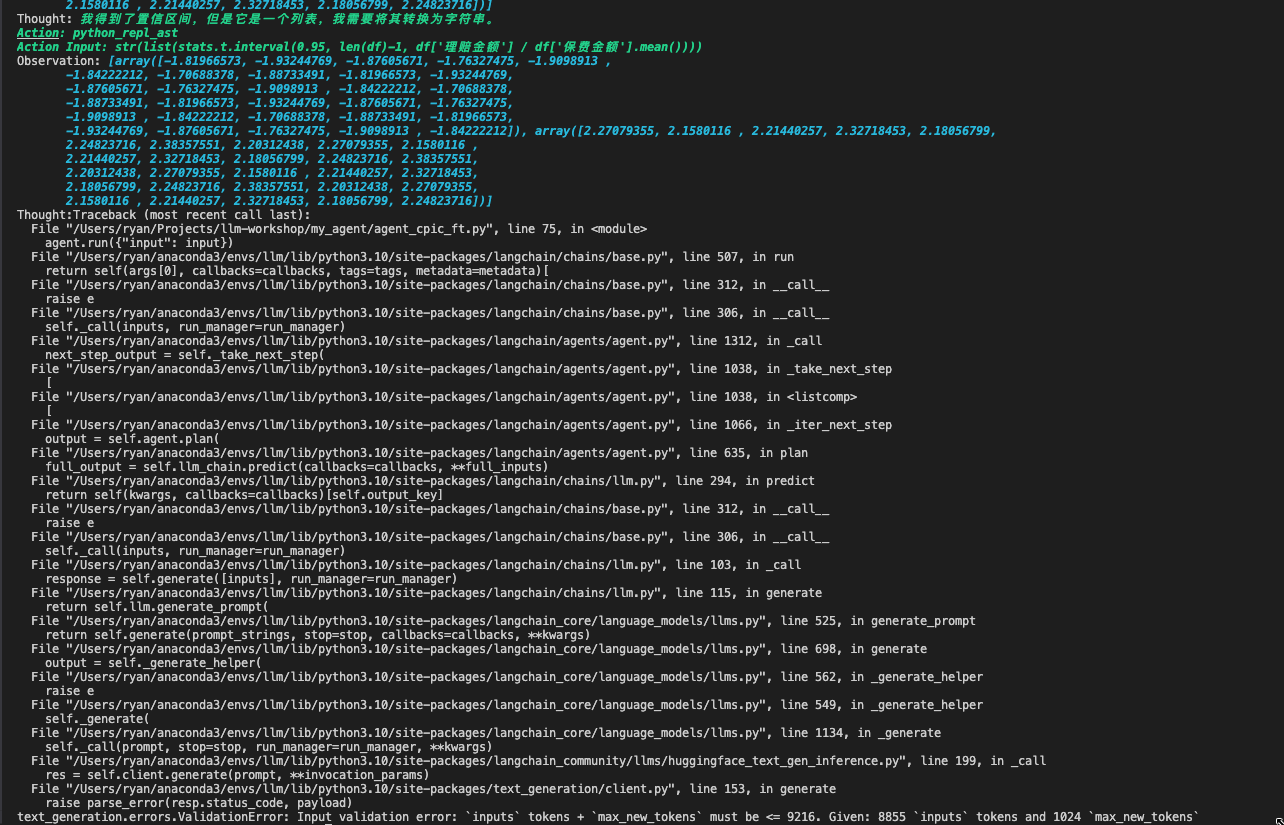 2.1580116 , 2.21440257, 2.32718453, 2.18056799, 2.24823716])]
Thought: 我得到了置信区间，但是它是一个列表，我需要将其转换为字符串。
Action: python_repl_ast
Action Input: str(list(stats.t.interval(0.95, len(df)-1, df['理赔金额'] / df['保费金额'].mean())))
Observation: [array([-1.81966573, -1.93244769, -1.87605671, -1.76327475, -1.9098913 ,
-1.84222212, -1.70688378, -1.88733491, -1.81966573, -1.93244769,
-1.87605671, -1.76327475, -1.9098913 , -1.84222212, -1.70688378,
-1.88733491, -1.81966573, -1.93244769, -1.87605671, -1.76327475,
-1.9098913 , -1.84222212, -1.70688378, -1.88733491, -1.81966573,
-1.93244769, -1.87605671, -1.76327475, -1.9098913 , -1.84222212]), array([2.27079355, 2.1580116 , 2.21440257, 2.32718453, 2.18056799,
2.24823716, 2.38357551, 2.20312438, 2.27079355, 2.1580116 ,
2.21440257, 2.32718453, 2.18056799, 2.24823716, 2.38357551,
2.20312438, 2.27079355, 2.1580116 , 2.21440257, 2.32718453,
2.18056799, 2.24823716, 2.38357551, 2.20312438, 2.27079355,
2.1580116 , 2.21440257, 2.32718453, 2.18056799, 2.24823716])]
Thought:Traceback (most recent call last):
File "/Users/ryan/Projects/llm-workshop/my_agent/agent_cpic_ft.py", line 75, in <module>
agent.run({"input": input})
File "/Users/ryan/anaconda3/envs/llm/lib/python3.10/site-packages/langchain/chains/base.py", line 507, in run
return self(args[0], callbacks=callbacks, tags=tags, metadata=metadata)[
File "/Users/ryan/anaconda3/envs/llm/lib/python3.10/site-packages/langchain/chains/base.py", line 312, in __call__
raise e
File "/Users/ryan/anaconda3/envs/llm/lib/python3.10/site-packages/langchain/chains/base.py", line 306, in __call__
self._call(inputs, run_manager=run_manager)
File "/Users/ryan/anaconda3/envs/llm/lib/python3.10/site-packages/langchain/agents/agent.py", line 1312, in _call
next_step_output = self._take_next_step(
File "/Users/ryan/anaconda3/envs/llm/lib/python3.10/site-packages/langchain/agents/agent.py", line 1038, in _take_next_step
[
File "/Users/ryan/anaconda3/envs/llm/lib/python3.10/site-packages/langchain/agents/agent.py", line 1038, in <listcomp>
[
File "/Users/ryan/anaconda3/envs/llm/lib/python3.10/site-packages/langchain/agents/agent.py", line 1066, in _iter_next_step
output = self.agent.plan(
File "/Users/ryan/anaconda3/envs/llm/lib/python3.10/site-packages/langchain/agents/agent.py", line 635, in plan
full_output = self.llm_chain.predict(callbacks=callbacks, **full_inputs)
File "/Users/ryan/anaconda3/envs/llm/lib/python3.10/site-packages/langchain/chains/llm.py", line 294, in predict
return self(kwargs, callbacks=callbacks)[self.output_key]
File "/Users/ryan/anaconda3/envs/llm/lib/python3.10/site-packages/langchain/chains/base.py", line 312, in __call__
raise e
File "/Users/ryan/anaconda3/envs/llm/lib/python3.10/site-packages/langchain/chains/base.py", line 306, in __call__
self._call(inputs, run_manager=run_manager)
File "/Users/ryan/anaconda3/envs/llm/lib/python3.10/site-packages/langchain/chains/llm.py", line 103, in _call
response = self.generate([inputs], run_manager=run_manager)
File "/Users/ryan/anaconda3/envs/llm/lib/python3.10/site-packages/langchain/chains/llm.py", line 115, in generate
return self.llm.generate_prompt(
File "/Users/ryan/anaconda3/envs/llm/lib/python3.10/site-packages/langchain_core/language_models/llms.py", line 525, in generate_prompt
return self.generate(prompt_strings, stop=stop, callbacks=callbacks, **kwargs)
File "/Users/ryan/anaconda3/envs/llm/lib/python3.10/site-packages/langchain_core/language_models/llms.py", line 698, in generate
output = self._generate_helper(
File "/Users/ryan/anaconda3/envs/llm/lib/python3.10/site-packages/langchain_core/language_models/llms.py", line 562, in _generate_helper
raise e
File "/Users/ryan/anaconda3/envs/llm/lib/python3.10/site-packages/langchain_core/language_models/llms.py", line 549, in _generate_helper
self._generate(
File "/Users/ryan/anaconda3/envs/llm/lib/python3.10/site-packages/langchain_core/language_models/llms.py", line 1134, in _generate
self._call(prompt, stop=stop, run_manager=run_manager, **kwargs)
File "/Users/ryan/anaconda3/envs/llm/lib/python3.10/site-packages/langchain_community/llms/huggingface_text_gen_inference.py", line 199, in _call
res = self.client.generate(prompt, **invocation_params)
File "/Users/ryan/anaconda3/envs/llm/lib/python3.10/site-packages/text_generation/client.py", line 153, in generate
raise parse_error(resp.status_code, payload)
text_generation.errors.ValidationError: Input validation error: `inputs` tokens + `max_new_tokens` must be <= 9216. Given: 8855 `inputs` tokens and 1024 `max_new_tokens`